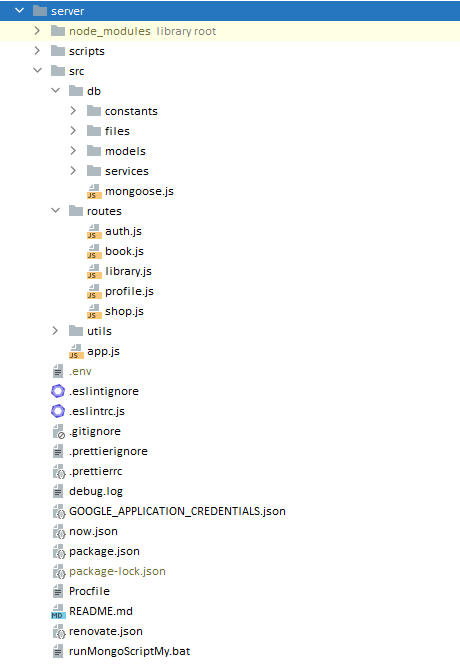 server
node_modules library root
scripts
src
db
constants
files
models
services
mongoose.js
routes
auth.js
book.js
library.js
profile.js
shop.js
utils
app.js
.env
.eslintignore
.eslintrc.js
.gitignore
.prettierignore
.prettierrc
debug.log
GOOGLE_APPLICATION_CREDENTIALS.json
now.json
package.json
package-lock.json
Procfile
README.md
renovate.json
runMongoScriptMy.bat